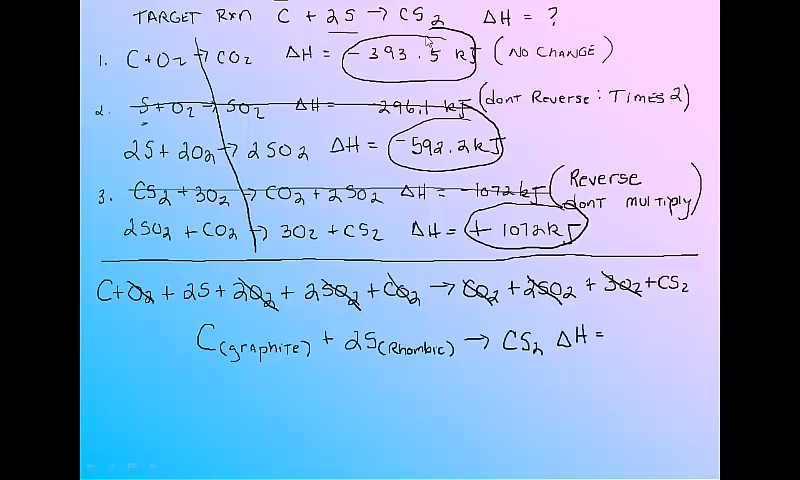 TARGET RXN C + 2S → CS2 ΔH = ?
1. C + O2 → CO2 ΔH = -393.5 kJ (NO CHANGE)
2. S + O2 → SO2 ΔH = -296.1 kJ (dont Reverse: Times 2)
2S + 2O2 → 2SO2 ΔH = -592.2 kJ
3. CS2 + 3O2 → CO2 + 2SO2 ΔH = -1072 kJ (Reverse
dont multiply)
2SO2 + CO2 → 3O2 + CS2 ΔH = + 1072 kJ
C + O2 + 2S + 2O2 + 2SO2 + CO2 → CO2 + 2SO2 + 3O2 + CS2
C(graphite) + 2S(Rhombic) → CS2 ΔH =